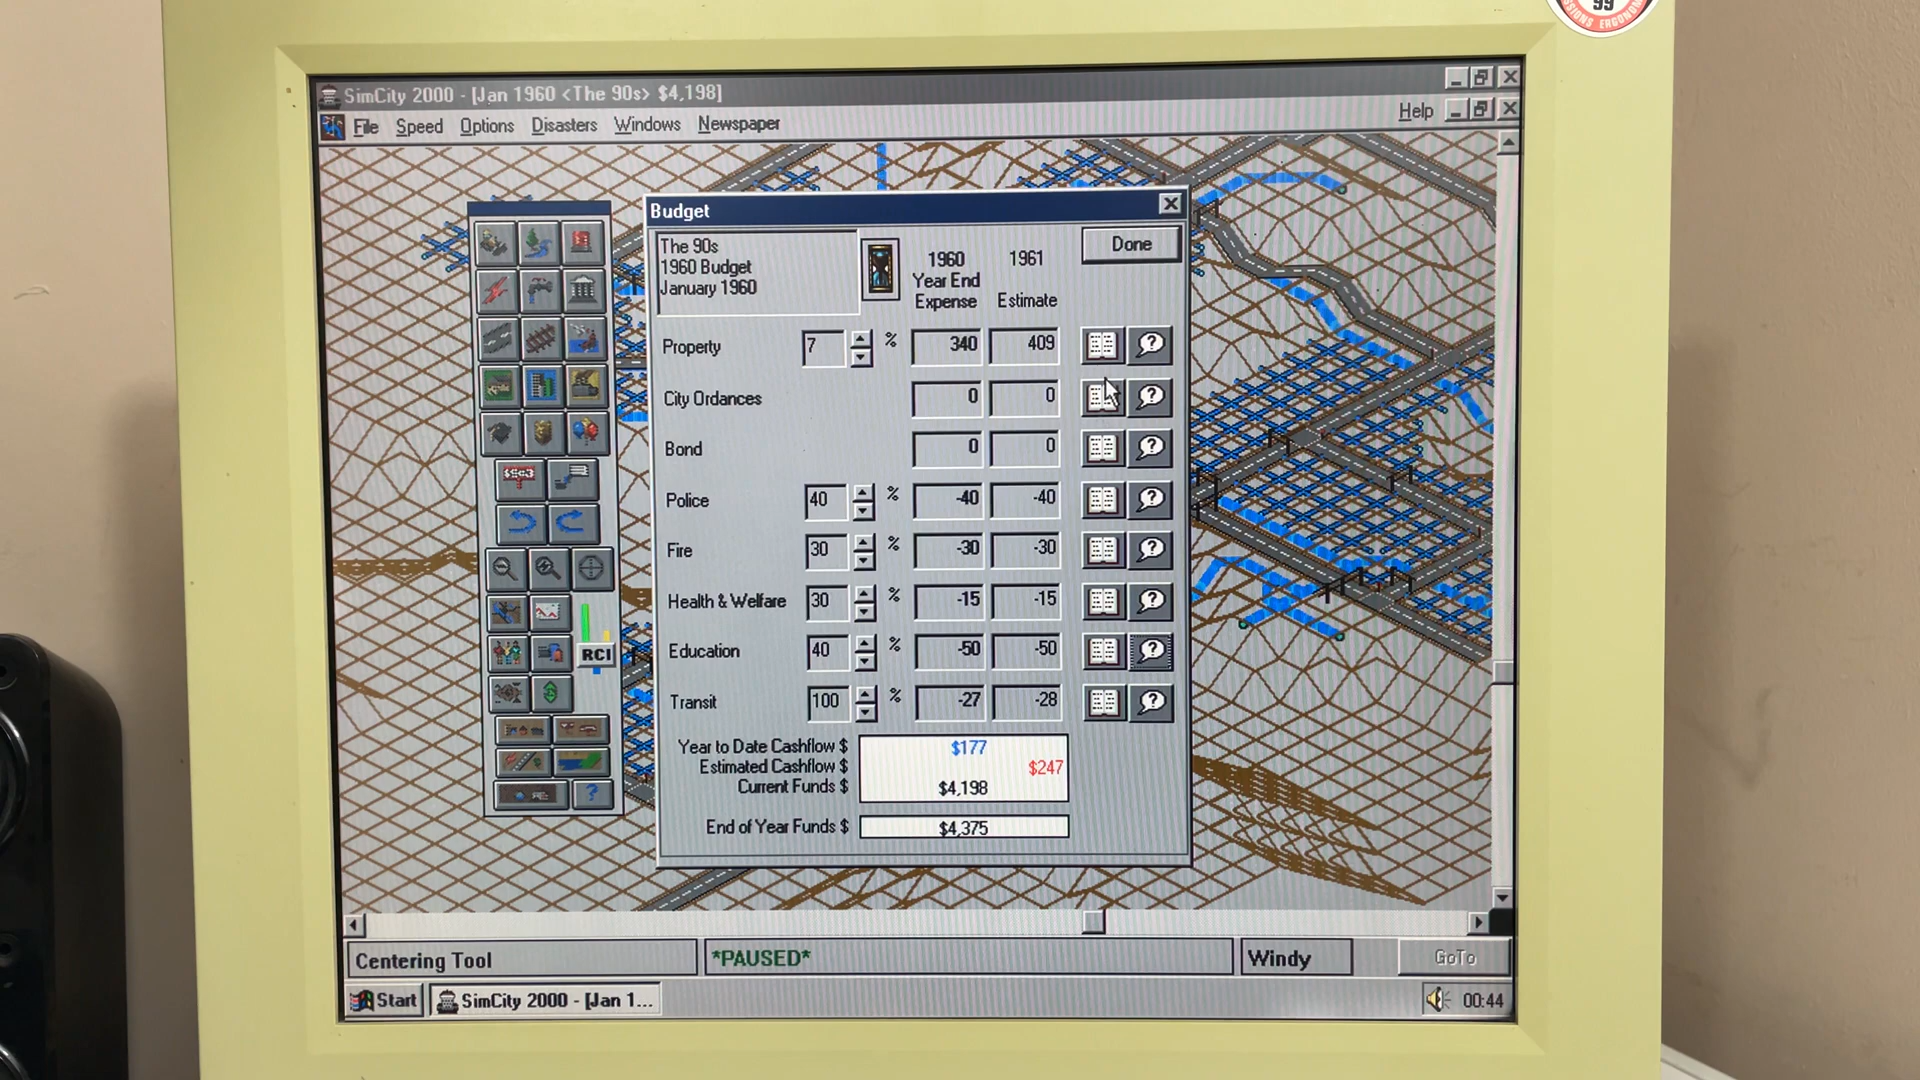 99
SIONS ERGONOM
SimCity 2000 - [Jan 1960 <The 90s> $4,198]
File Speed Options Disasters Windows Newspaper Help
Budget
The 90s
1960 Budget
January 1960
1960
Year End
Expense
1961
Estimate
Done
Property 7 % 340 409
City Ordances 0 0
Bond 0 0
Police 40 % -40 -40
Fire 30 % -30 -30
Health & Welfare 30 % -15 -15
Education 40 % -50 -50
Transit 100 % -27 -28
RCI
Year to Date Cashflow $ $177
Estimated Cashflow $ $247
Current Funds $ $4,198
End of Year Funds $ $4,375
Centering Tool *PAUSED* Windy GoTo
Start SimCity 2000 - [Jan 1... 00:44